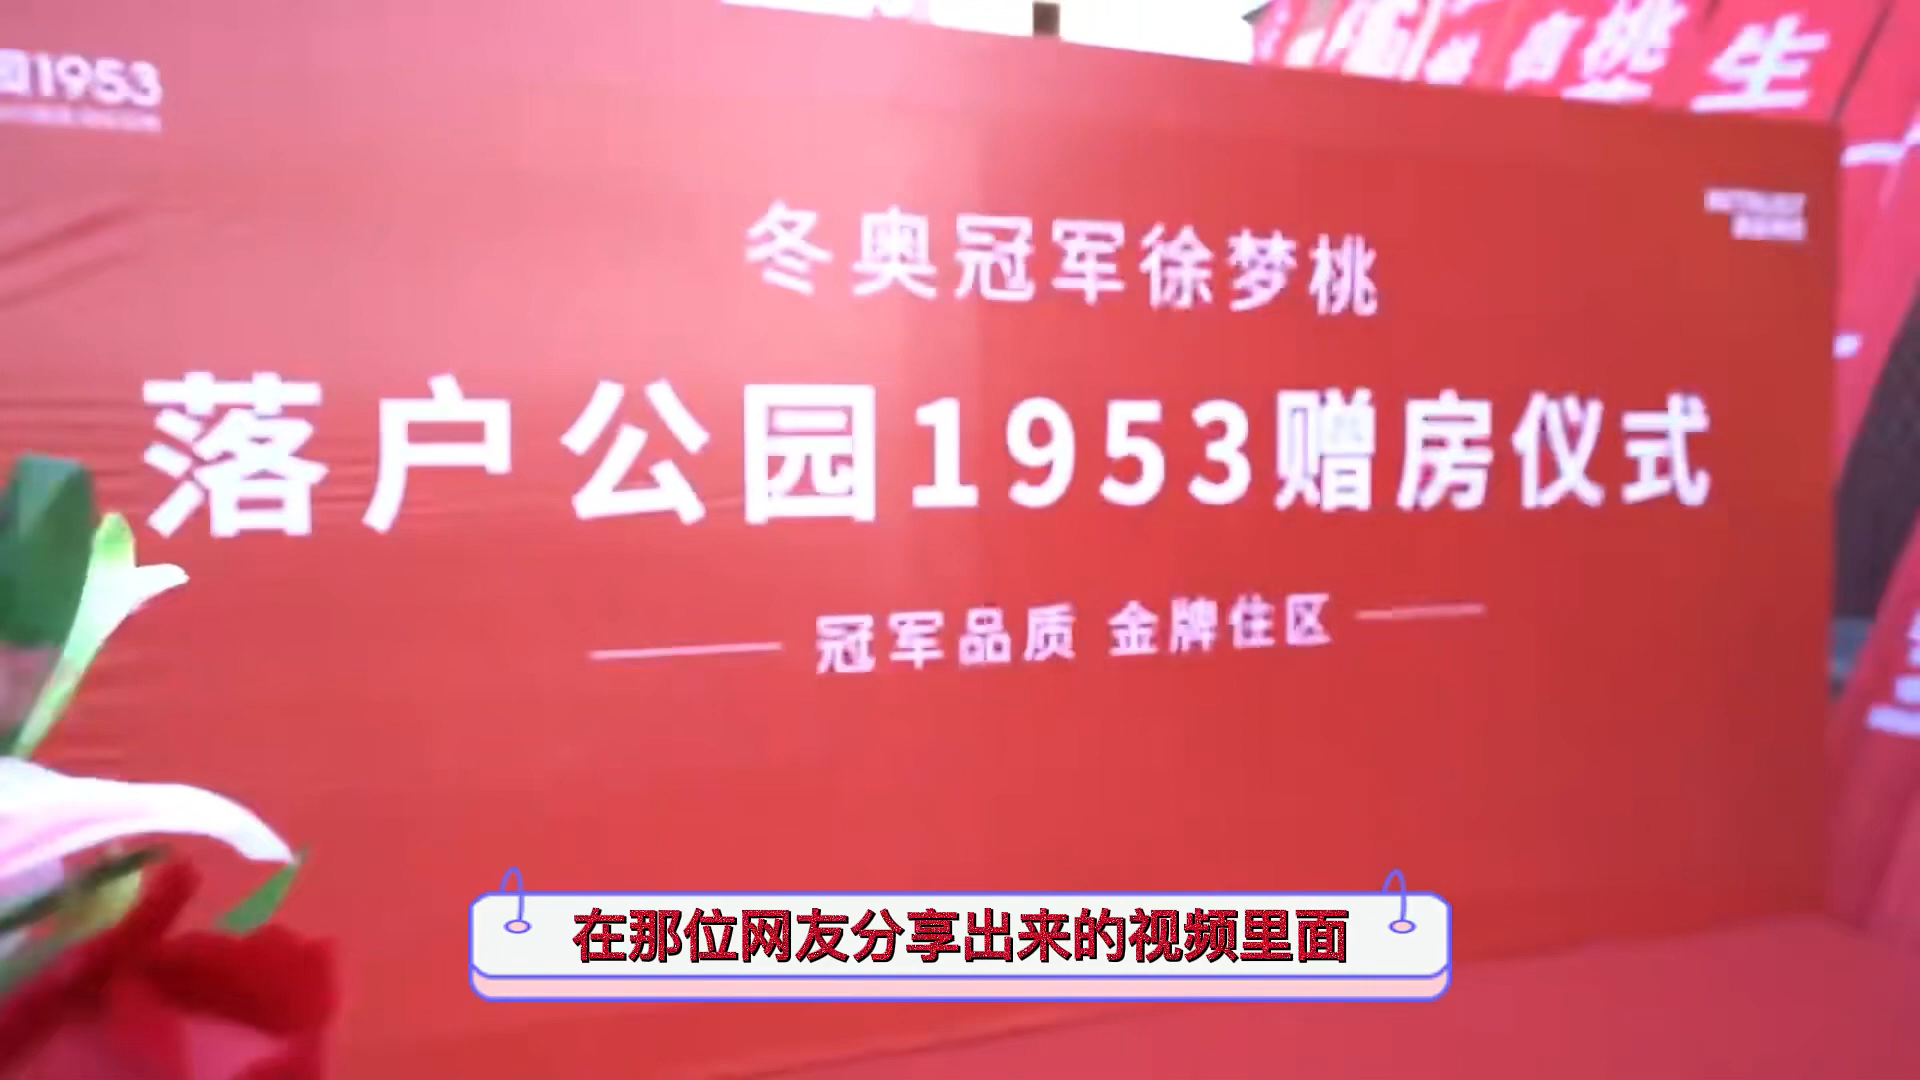 1953
生
冬奥冠军徐梦桃
落户公园1953赠房仪式
冠军品质 金牌住区
在那位网友分享出来的视频里面